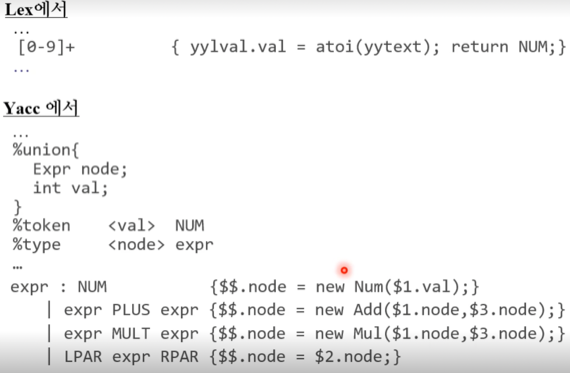 Lex에서
...
[0-9]+ { yylval.val = atoi(yytext); return NUM;}
...
Yacc 에서
...
%union{
Expr node;
int val;
}
%token <val> NUM
%type <node> expr
…
expr : NUM {$$.node = new Num($1.val);}
| expr PLUS expr {$$.node = new Add($1.node,$3.node);}
| expr MULT expr {$$.node = new Mul($1.node,$3.node);}
| LPAR expr RPAR {$$.node = $2.node;}